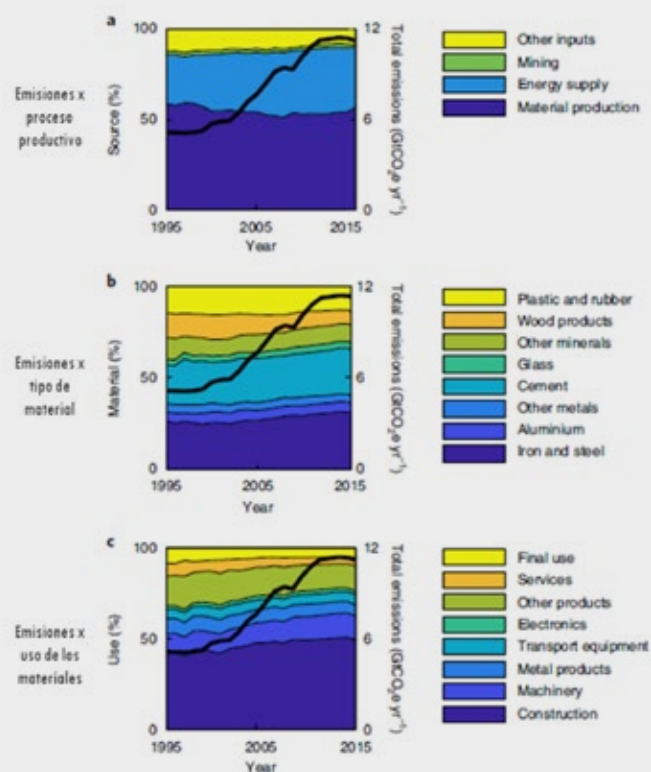 a
Emisiones x
proceso
productivo
Source (%)
100
50
0
12
6
0
Total emissions (GtCO₂e yr⁻¹)
1995
2005
2015
Year
Other inputs
Mining
Energy supply
Material production
b
Emisiones x
tipo de
material
Material (%)
100
50
0
12
6
0
Total emissions (GtCO₂e yr⁻¹)
1995
2005
2015
Year
Plastic and rubber
Wood products
Other minerals
Glass
Cement
Other metals
Aluminium
Iron and steel
c
Emisiones x
uso de los
materiales
Use (%)
100
50
0
12
6
0
Total emissions (GtCO₂e yr⁻¹)
1995
2005
2015
Year
Final use
Services
Other products
Electronics
Transport equipment
Metal products
Machinery
Construction